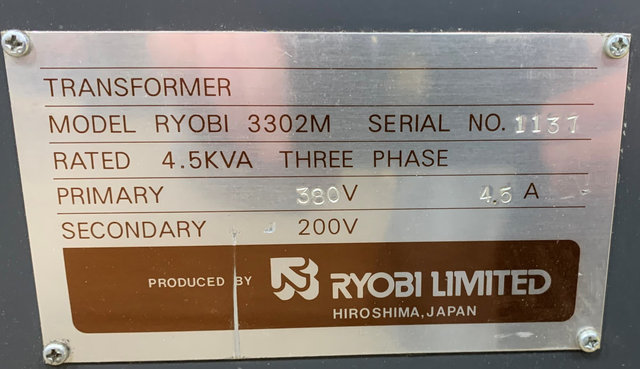 TRANSFORMER
MODEL RYOBI 3302M SERIAL NO. 1137
RATED 4.5KVA THREE PHASE
PRIMARY 380V 4.5 A
SECONDARY 200V
PRODUCED BY RYOBI LIMITED
HIROSHIMA, JAPAN